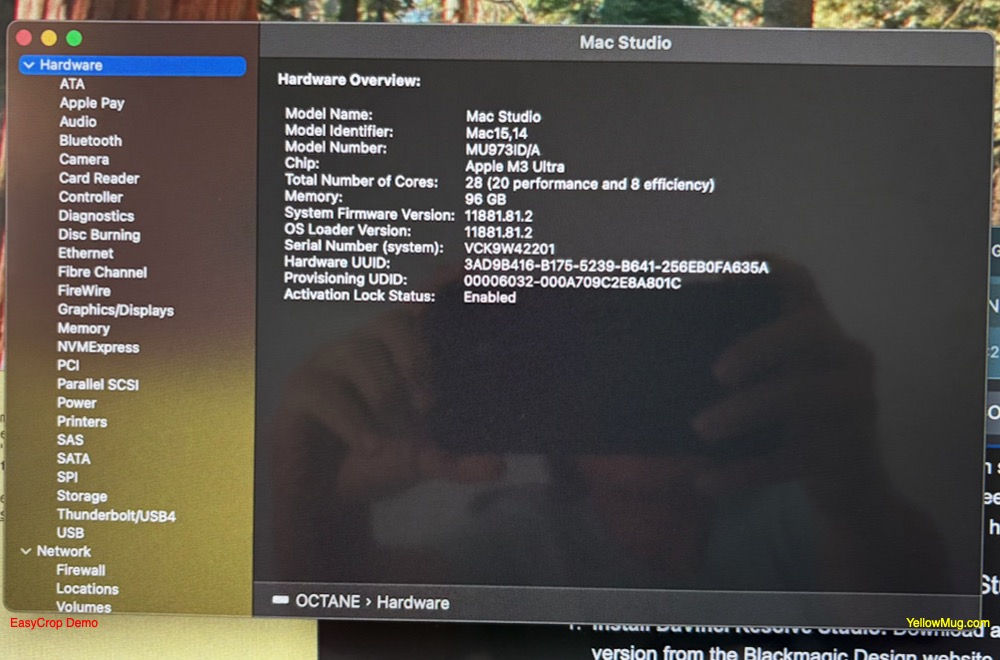 Mac Studio
Hardware
ATA
Apple Pay
Audio
Bluetooth
Camera
Card Reader
Controller
Diagnostics
Disc Burning
Ethernet
Fibre Channel
FireWire
Graphics/Displays
Memory
NVMExpress
PCI
Parallel SCSI
Power
Printers
SAS
SATA
SPI
Storage
Thunderbolt/USB4
USB
Network
Firewall
Locations
Volumes
Hardware Overview:
Model Name: Mac Studio
Model Identifier: Mac15,14
Model Number: MU973ID/A
Chip: Apple M3 Ultra
Total Number of Cores: 28 (20 performance and 8 efficiency)
Memory: 96 GB
System Firmware Version: 11881.81.2
OS Loader Version: 11881.81.2
Serial Number (system): VCK9W42201
Hardware UUID: 3AD9B416-B175-5239-B641-256EB0FA635A
Provisioning UDID: 00006032-000A709C2E8A801C
Activation Lock Status: Enabled
OCTANE › Hardware
EasyCrop Demo
YellowMug.com
Install DaVinci Resolve Studio: Download a
version from the Blackmagic Design website